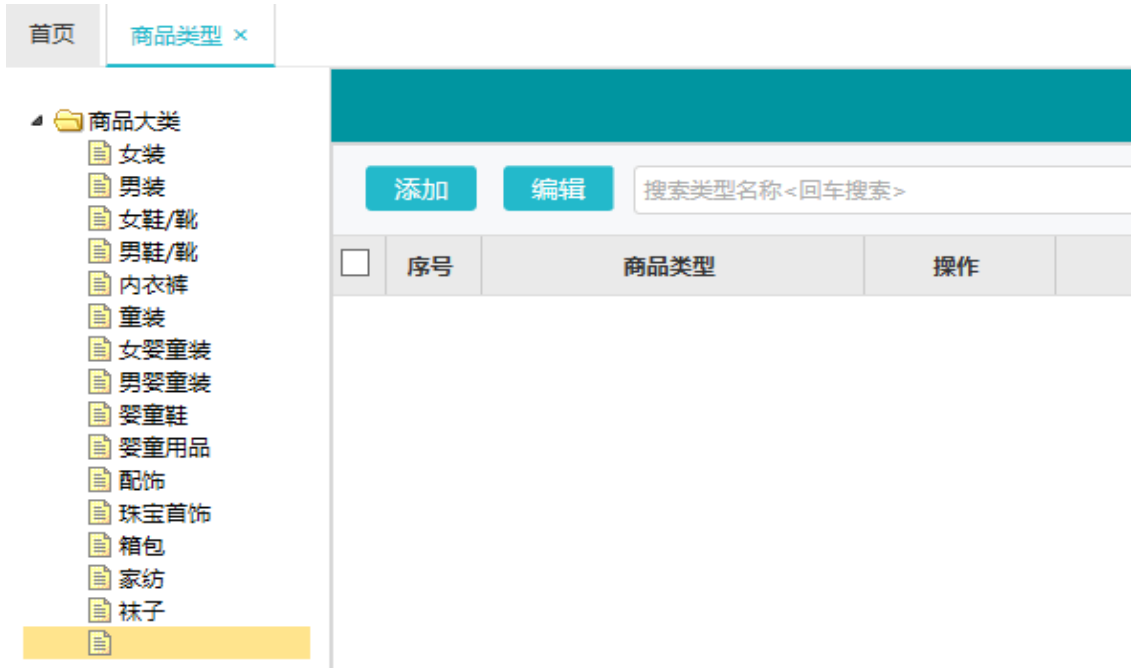 首页 商品类型 ×
商品大类
女装
男装
女鞋/靴
男鞋/靴
内衣裤
童装
女婴童装
男婴童装
婴童鞋
婴童用品
配饰
珠宝首饰
箱包
家纺
袜子
添加 编辑 搜索类型名称<回车搜索>
序号 商品类型 操作